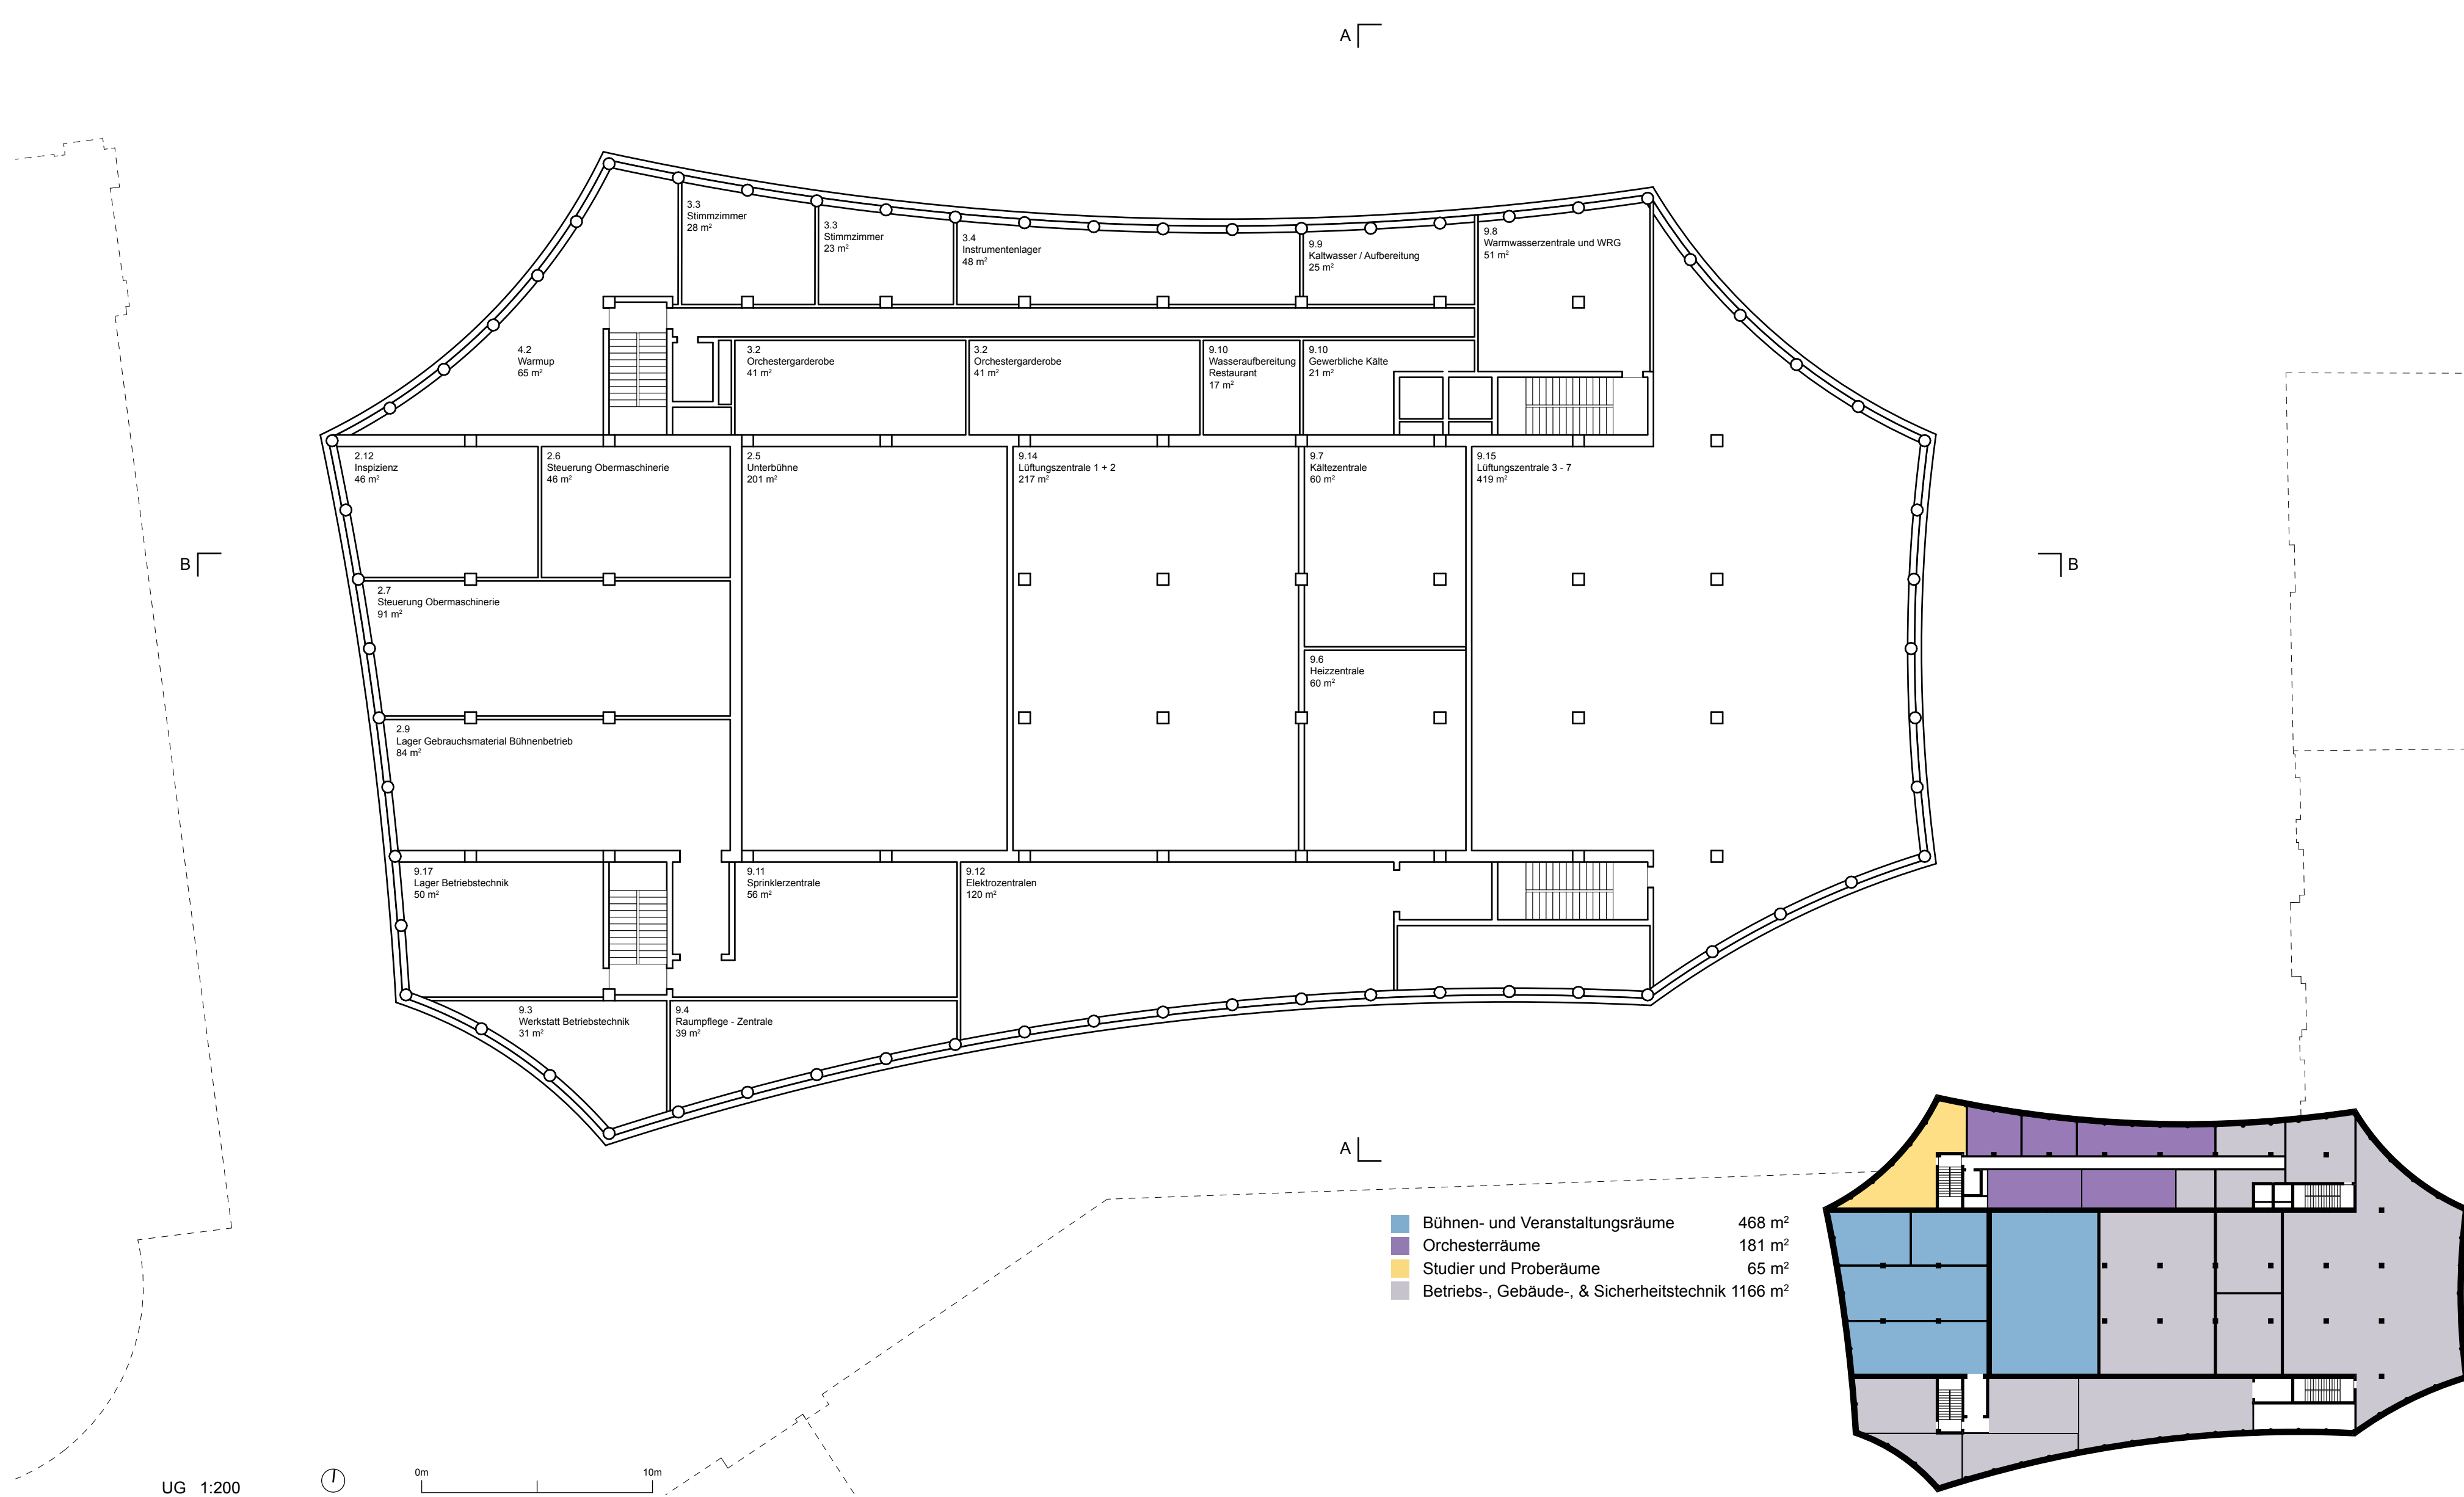 A
3.3
Stimmzimmer
28 m²
3.3
Stimmzimmer
23 m²
3.4
Instrumentenlager
48 m²
9.9
Kaltwasser / Aufbereitung
25 m²
9.8
Warmwasserzentrale und WRG
51 m²
4.2
Warmup
65 m²
3.2
Orchestergarderobe
41 m²
3.2
Orchestergarderobe
41 m²
9.10
Wasseraufbereitung
Restaurant
17 m²
9.10
Gewerbliche Kälte
21 m²
2.12
Inspizienz
46 m²
2.6
Steuerung Obermaschinerie
46 m²
2.5
Unterbühne
201 m²
9.14
Lüftungszentrale 1 + 2
217 m²
9.7
Kältezentrale
60 m²
9.15
Lüftungszentrale 3 - 7
419 m²
B
B
2.7
Steuerung Obermaschinerie
91 m²
9.6
Heizzentrale
60 m²
2.9
Lager Gebrauchsmaterial Bühnenbetrieb
84 m²
9.17
Lager Betriebstechnik
50 m²
9.11
Sprinklerzentrale
56 m²
9.12
Elektrozentralen
120 m²
9.3
Werkstatt Betriebstechnik
31 m²
9.4
Raumpflege - Zentrale
39 m²
A
Bühnen- und Veranstaltungsräume 468 m²
Orchesterräume 181 m²
Studier und Proberäume 65 m²
Betriebs-, Gebäude-, & Sicherheitstechnik 1166 m²
UG 1:200
0m 10m